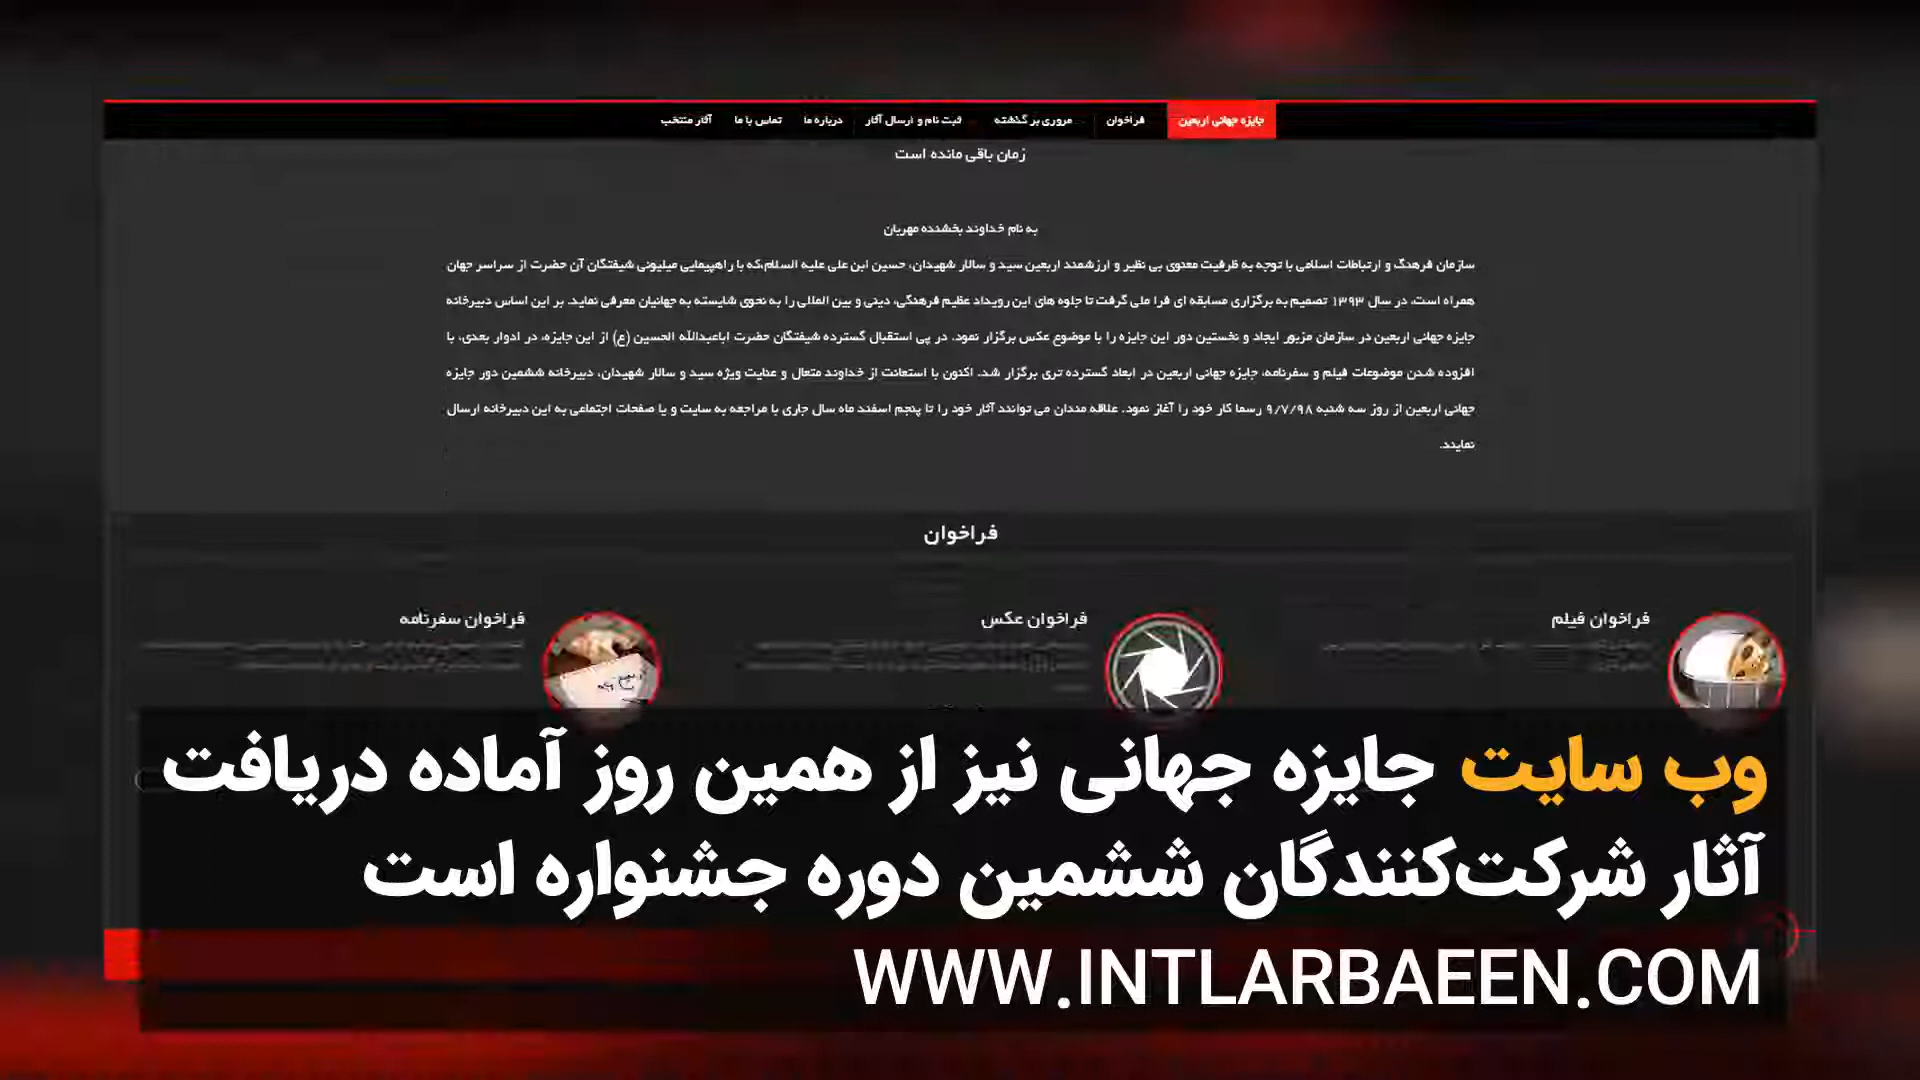 جایزه جهانی اربعین فراخوان مروری بر گذشته ثبت نام و ارسال آثار درباره ما تماس با ما آثار منتخب
زمان باقی مانده است
به نام خداوند بخشنده مهربان
سازمان فرهنگ و ارتباطات اسلامی با توجه به ظرفیت معنوی بی نظیر و ارزشمند اربعین سید و سالار شهیدان، حسین ابن علی علیه السلام،که با راهپیمایی میلیونی شیفتگان آن حضرت از سراسر جهان
همراه است، در سال ۱۳۹۳ تصمیم به برگزاری مسابقه ای فرا ملی گرفت تا جلوه های این رویداد عظیم فرهنگی، دینی و بین المللی را به نحوی شایسته به جهانیان معرفی نماید. بر این اساس دبیرخانه
جایزه جهانی اربعین در سازمان مزبور ایجاد و نخستین دور این جایزه را با موضوع عکس برگزار نمود. در پی استقبال گسترده شیفتگان حضرت اباعبدالله الحسین (ع) از این جایزه، در ادوار بعدی، با
افزوده شدن موضوعات فیلم و سفرنامه، جایزه جهانی اربعین در ابعاد گسترده تری برگزار شد. اکنون با استعانت از خداوند متعال و عنایت ویژه سید و سالار شهیدان، دبیرخانه ششمین دور جایزه
جهانی اربعین از روز سه شنبه ۹/۷/۹۸ رسما کار خود را آغاز نمود. علاقه مندان می توانند آثار خود را تا پنجم اسفند ماه سال جاری با مراجعه به سایت و یا صفحات اجتماعی به این دبیرخانه ارسال
نمایند.
فراخوان
فراخوان فیلم فراخوان عکس فراخوان سفرنامه
وب سایت جایزه جهانی نیز از همین روز آماده دریافت
آثار شرکت‌کنندگان ششمین دوره جشنواره است
WWW.INTLARBAEEN.COM